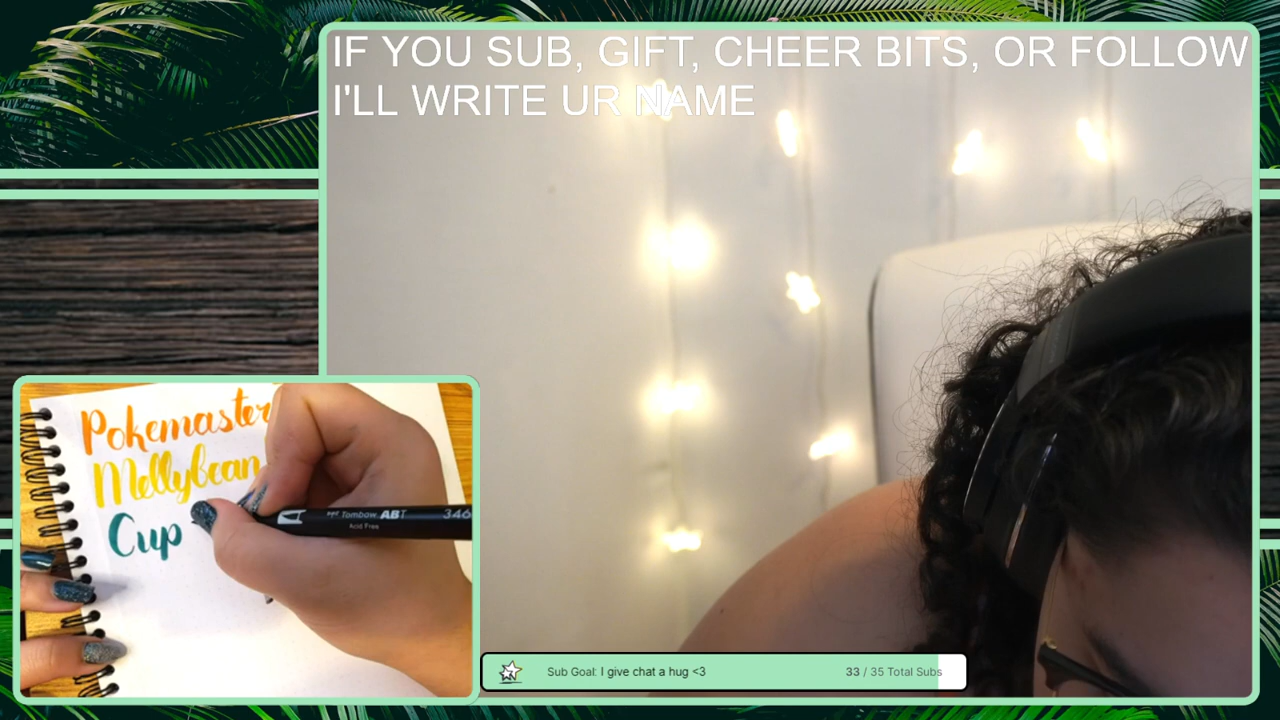 IF YOU SUB, GIFT, CHEER BITS, OR FOLLOW
I'LL WRITE UR NAME
Pokemaster
Mellybean
Cup
Tombow ABT 346
Acid Free
Sub Goal: I give chat a hug <3 33 / 35 Total Subs